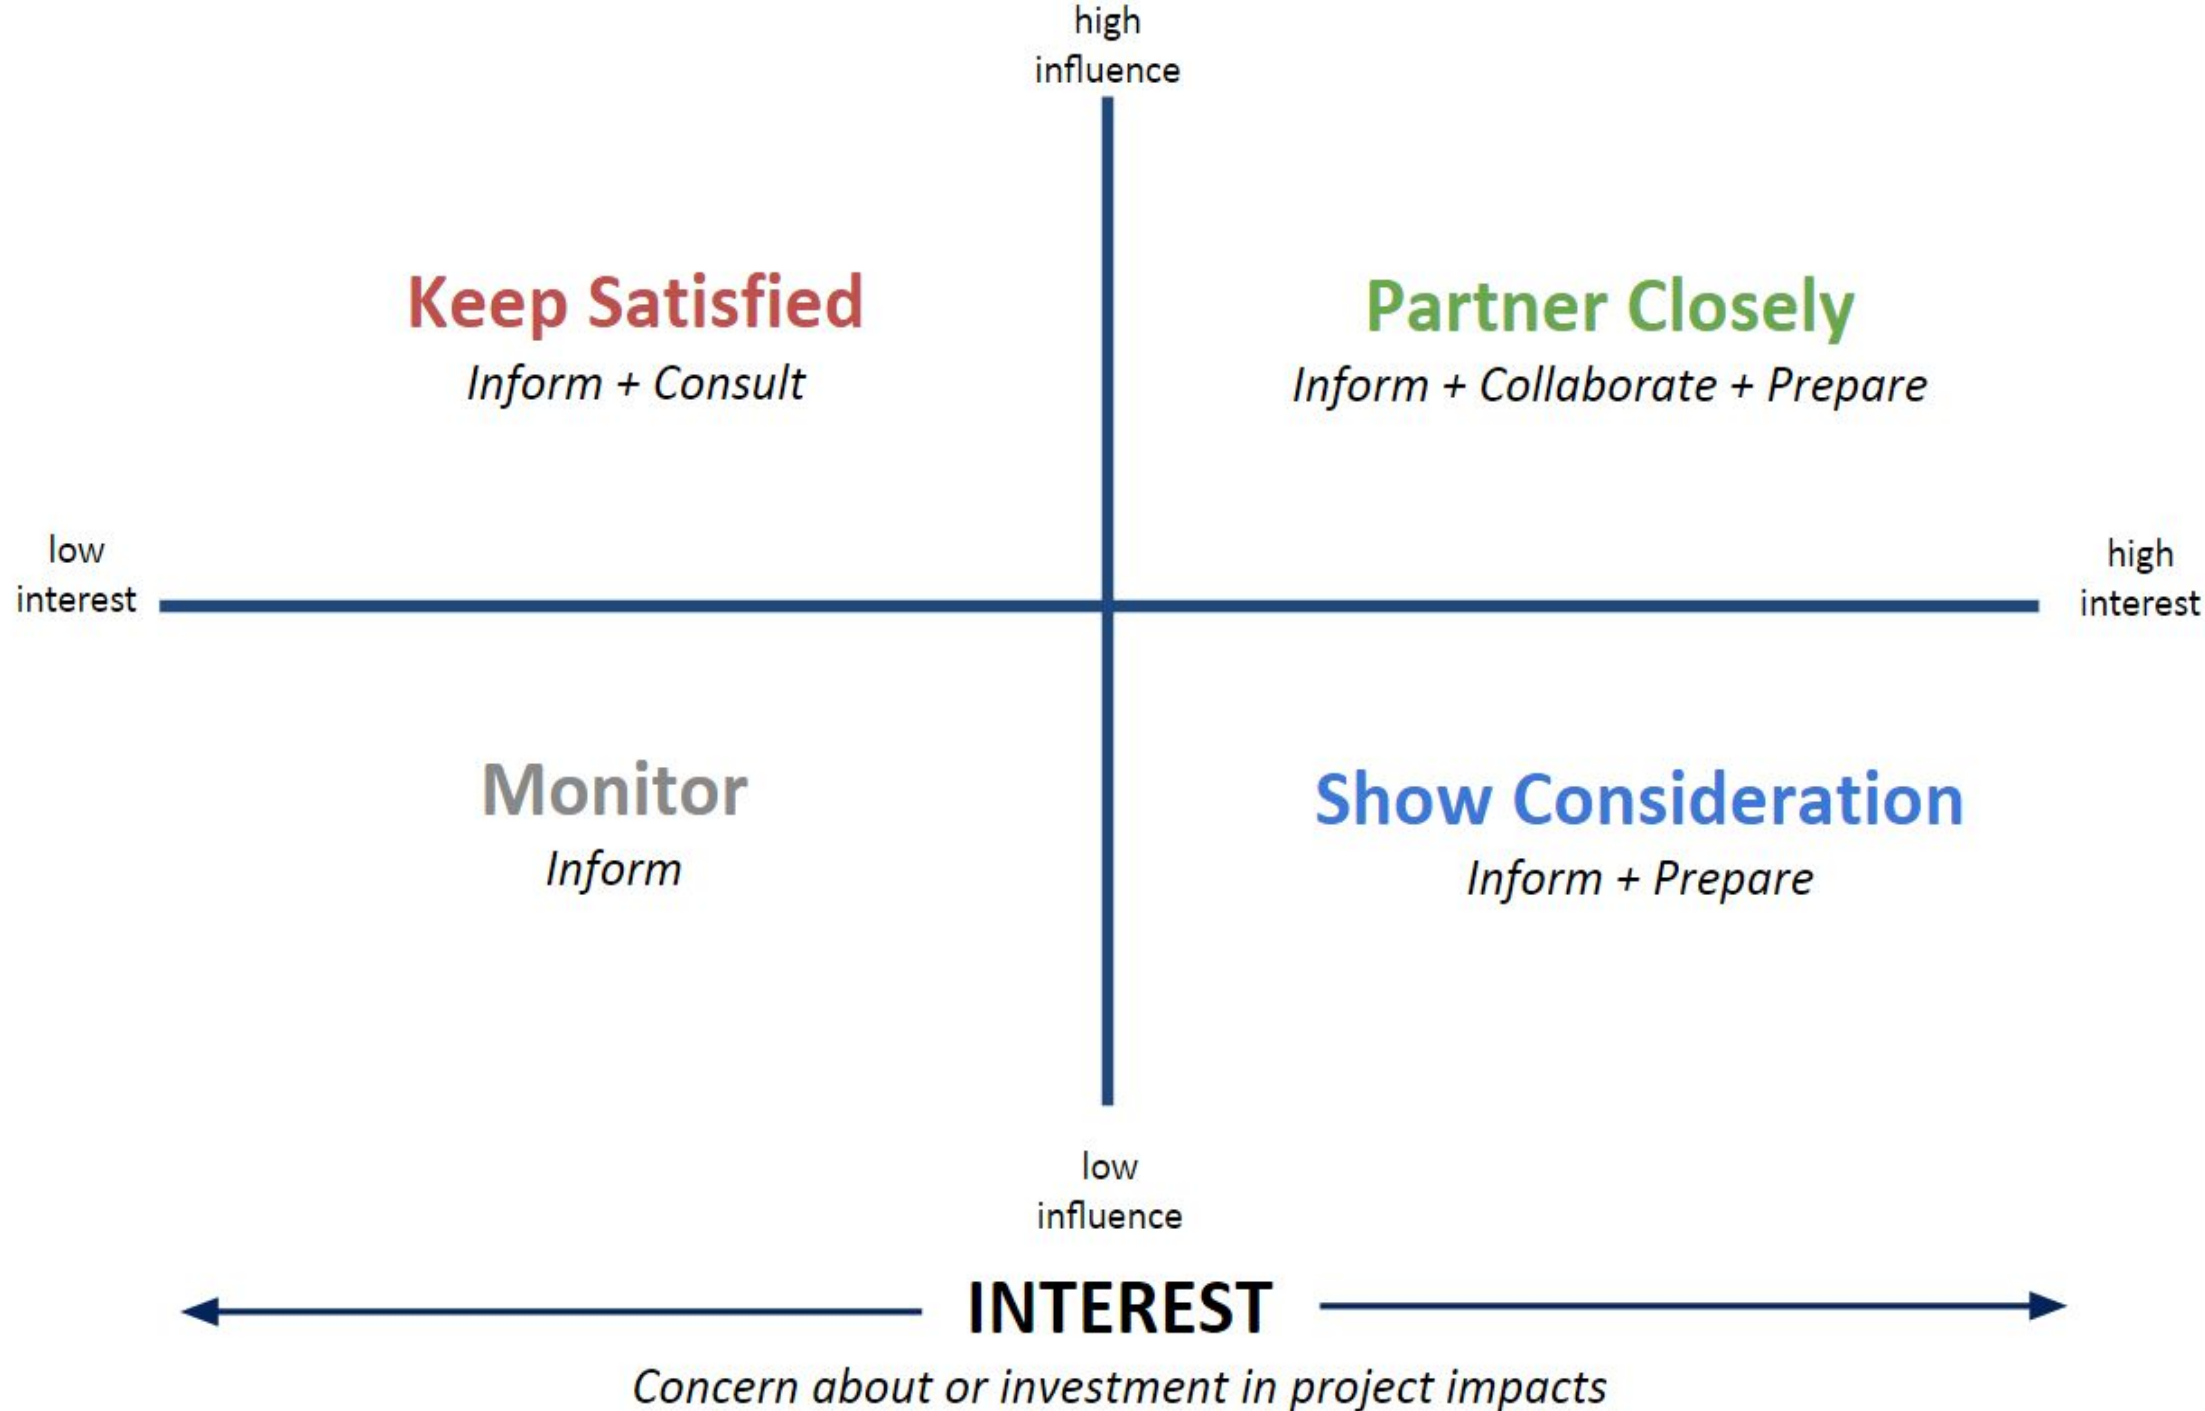 high
influence
Keep Satisfied
Inform + Consult
Partner Closely
Inform + Collaborate + Prepare
low
interest
high
interest
Monitor
Inform
Show Consideration
Inform + Prepare
low
influence
INTEREST
Concern about or investment in project impacts